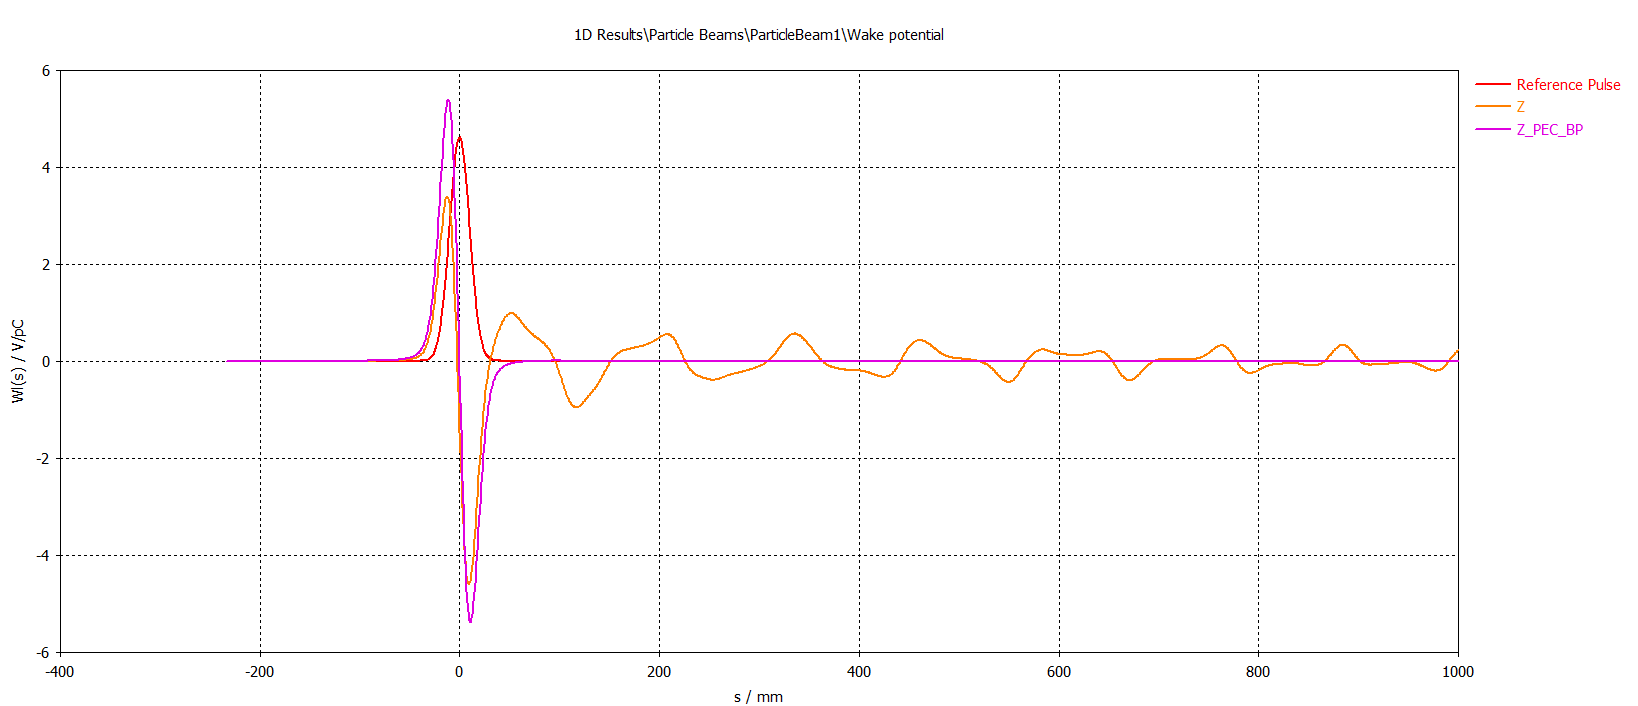 1D Results\Particle Beams\ParticleBeam1\Wake potential
Reference Pulse
Z
Z_PEC_BP
6
4
2
0
-2
-4
-6
Wl(s) / V/pC
-400
-200
0
200
400
600
800
1000
s / mm